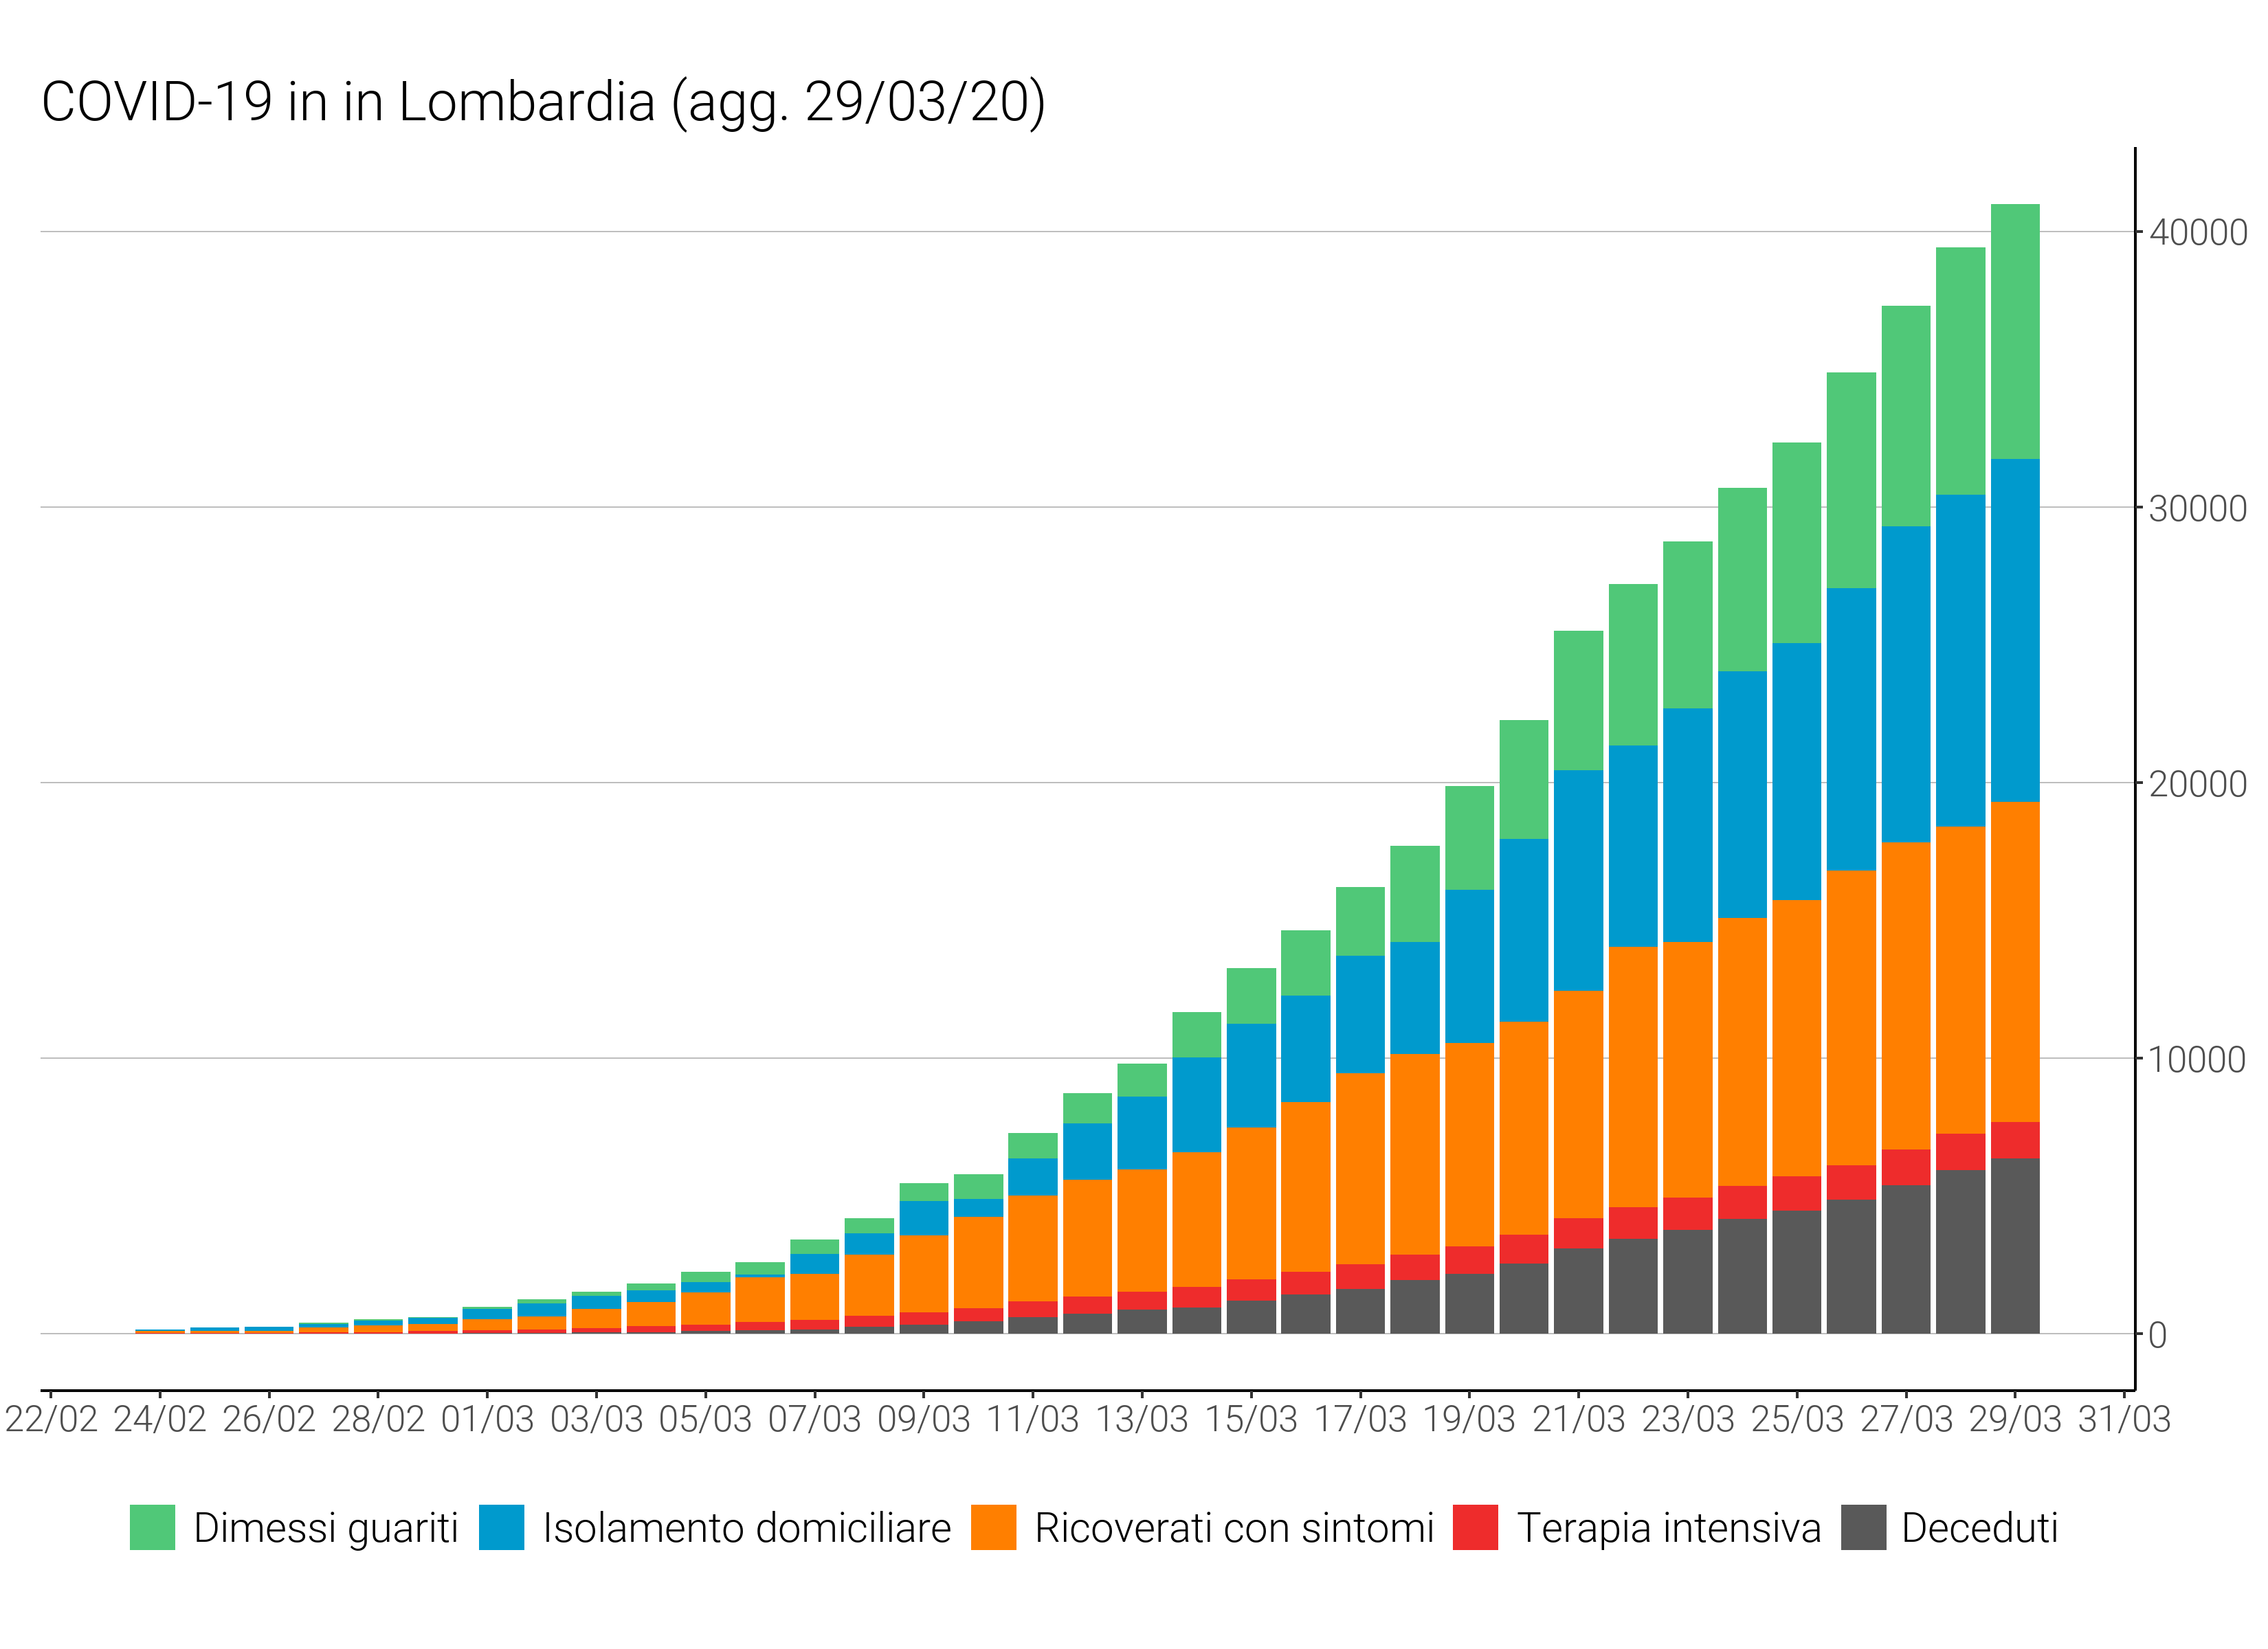 COVID-19 in in Lombardia (agg. 29/03/20)
40000
30000
20000
10000
0
22/02 24/02 26/02 28/02 01/03 03/03 05/03 07/03 09/03 11/03 13/03 15/03 17/03 19/03 21/03 23/03 25/03 27/03 29/03 31/03
Dimessi guariti Isolamento domiciliare Ricoverati con sintomi Terapia intensiva Deceduti